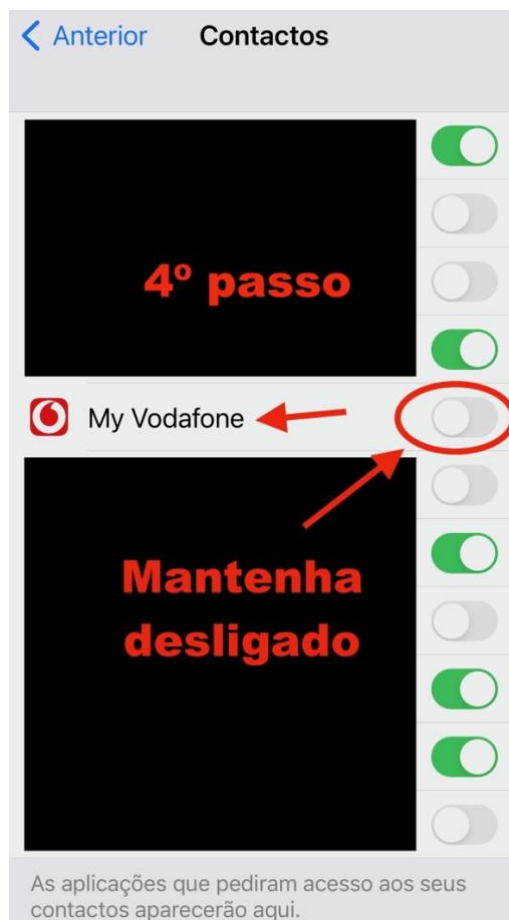 Anterior
Contactos
4º passo
My Vodafone
Mantenha
desligado
As aplicações que pediram acesso aos seus
contactos aparecerão aqui.